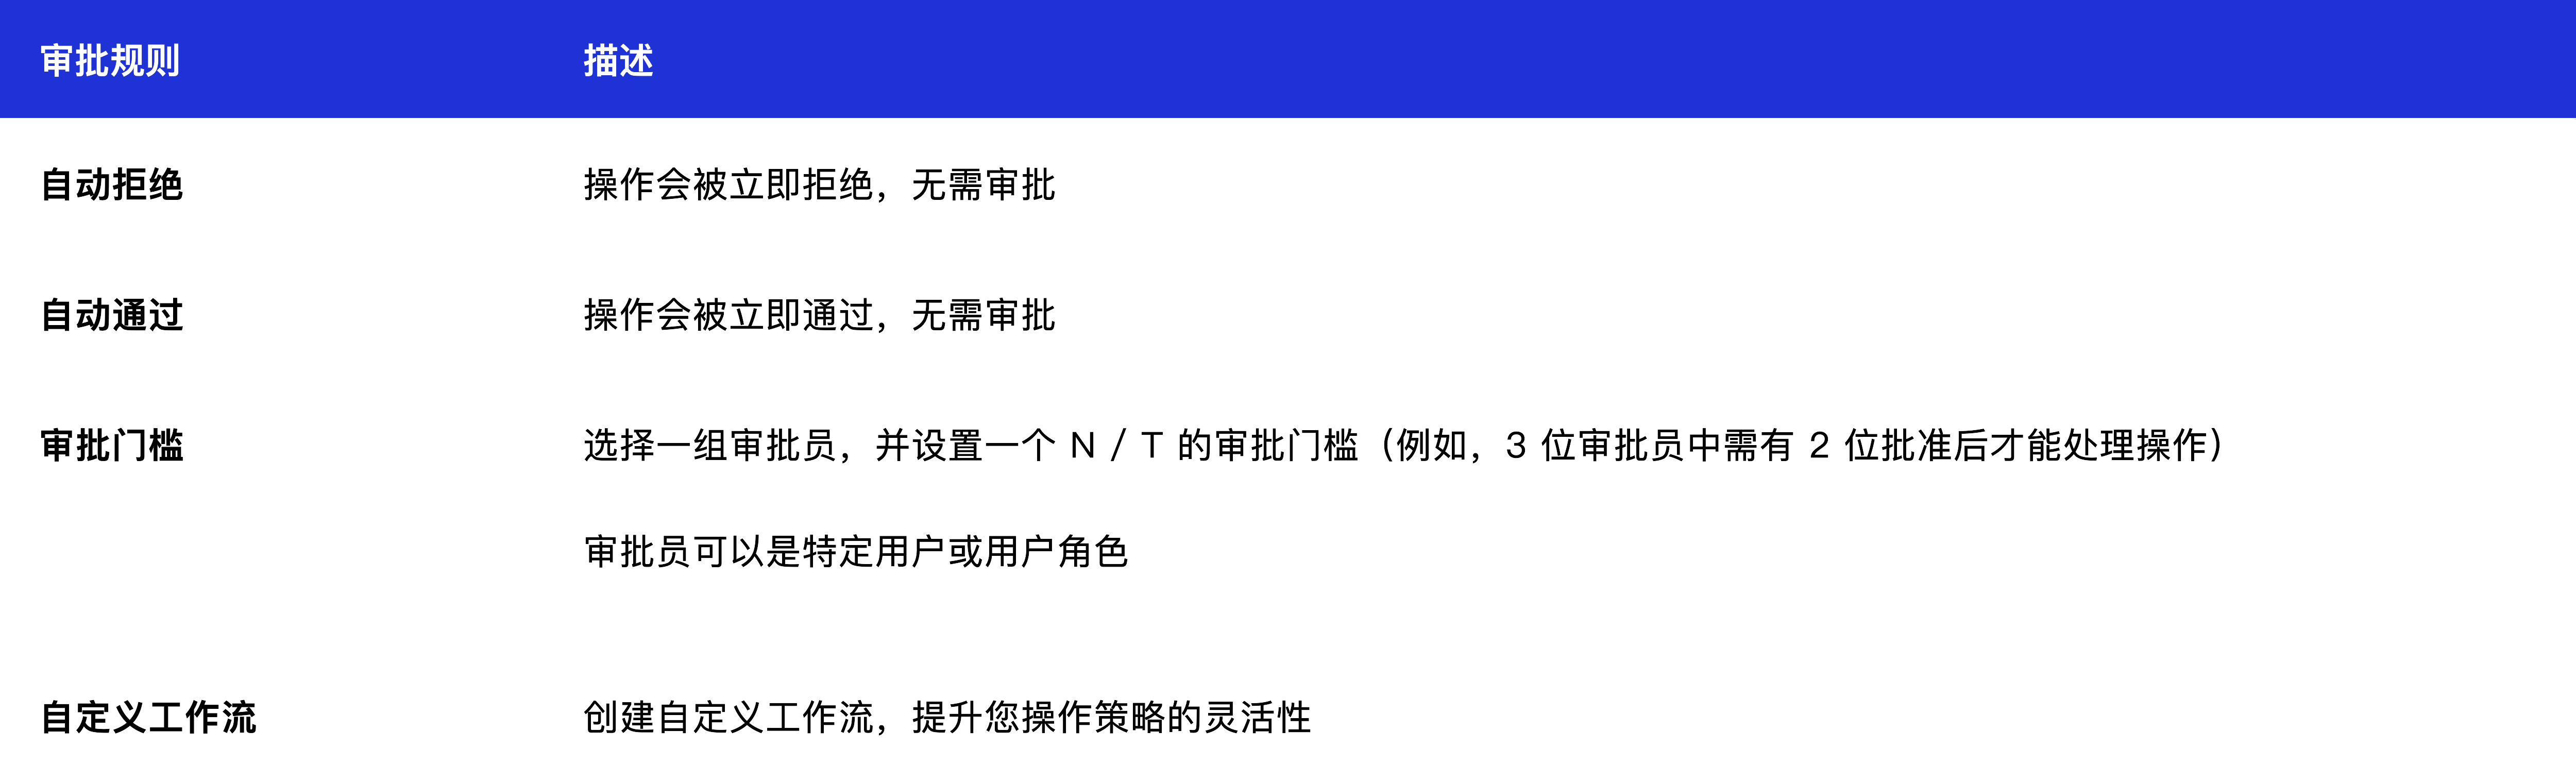 审批规则 描述
自动拒绝 操作会被立即拒绝，无需审批
自动通过 操作会被立即通过，无需审批
审批门槛 选择一组审批员，并设置一个 N / T 的审批门槛（例如，3 位审批员中需有 2 位批准后才能处理操作）
审批员可以是特定用户或用户角色
自定义工作流 创建自定义工作流，提升您操作策略的灵活性